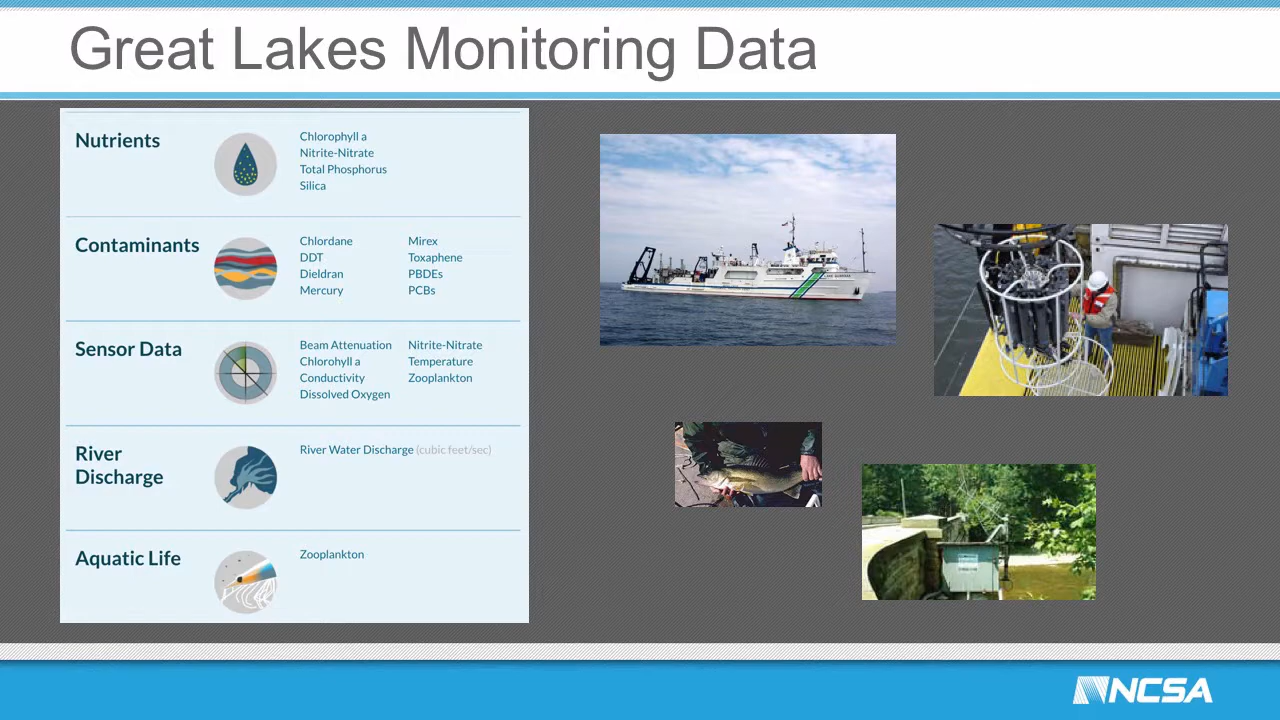 Great Lakes Monitoring Data
Nutrients
Chlorophyll a
Nitrite-Nitrate
Total Phosphorus
Silica
Contaminants
Chlordane
DDT
Dieldran
Mercury
Mirex
Toxaphene
PBDEs
PCBs
Sensor Data
Beam Attenuation
Chlorohyll a
Conductivity
Dissolved Oxygen
Nitrite-Nitrate
Temperature
Zooplankton
River
Discharge
River Water Discharge (cubic feet/sec)
Aquatic Life
Zooplankton
NCSA